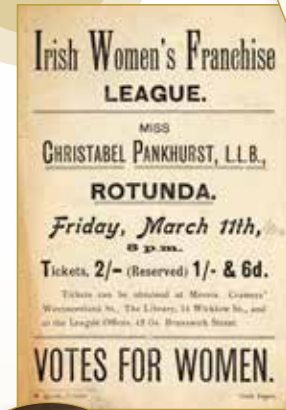 Irish Women's Franchise
LEAGUE.
MISS
CHRISTABEL PANKHURST, L.L.B.,
ROTUNDA.
Friday, March 11th,
8 p.m.
Tickets, 2/- (Reserved) 1/- & 6d.
Tickets can be obtained at Messrs. Cramers'
Westmoreland St., The Library, 14 Wicklow St., and
at the League Offices, Gt. Brunswick Street.
VOTES FOR WOMEN.